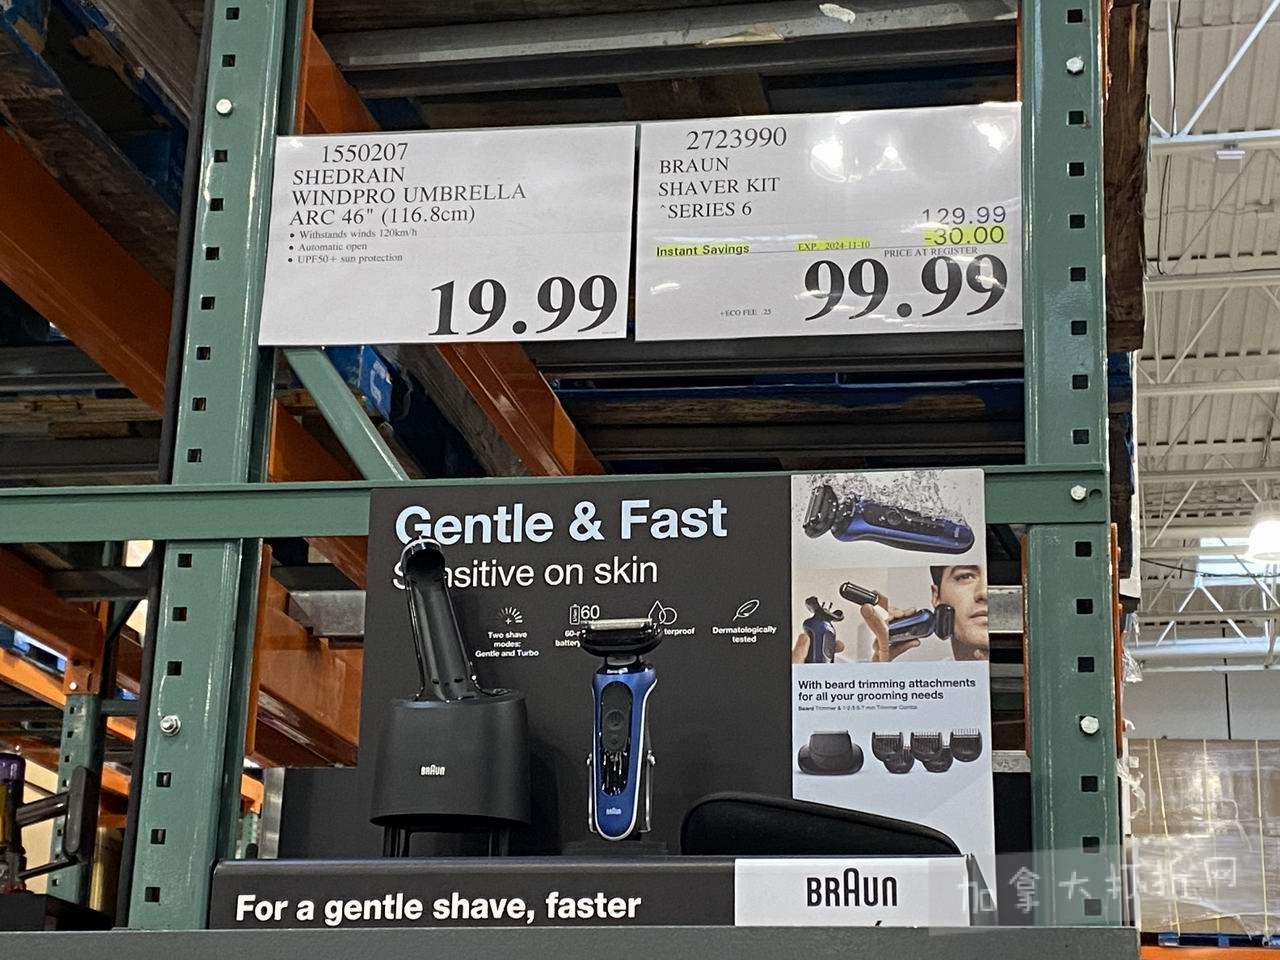 1550207
SHEDRAIN
WINDPRO UMBRELLA
ARC 46" (116.8cm)
• Withstands winds 120km/h
• Automatic open
• UPF50+ sun protection
19.99
2723990
BRAUN
SHAVER KIT
^SERIES 6
129.99
-30.00
Instant Savings EXP. 2024-11-10 PRICE AT REGISTER
99.99
+ECO FEE .25
Gentle & Fast
Sensitive on skin
Two shave
modes:
Gentle and Turbo
60
Dermatologically
tested
With beard trimming attachments
for all your grooming needs
BRAUN
BRAUN
For a gentle shave, faster
BRAUN
加拿大打折网